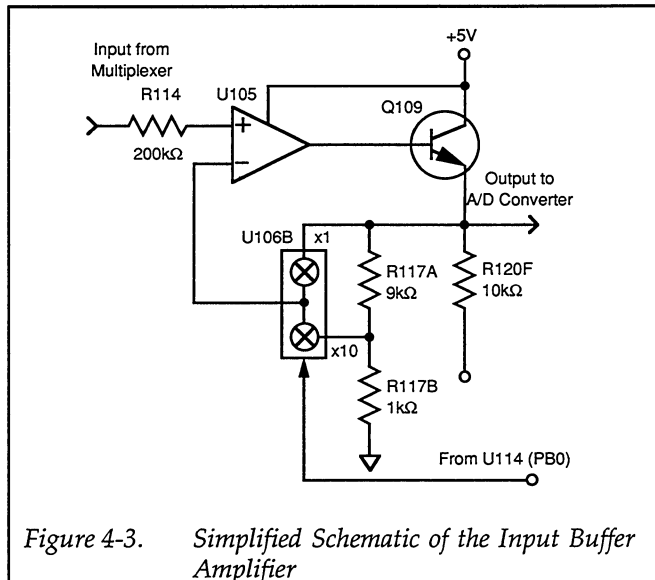 Input from
Multiplexer
R114
200kΩ
U105
+
−
+5V
Q109
Output to
A/D Converter
U106B
x1
x10
R117A
9kΩ
R120F
10kΩ
R117B
1kΩ
From U114 (PB0)
Figure 4-3. Simplified Schematic of the Input Buffer
Amplifier